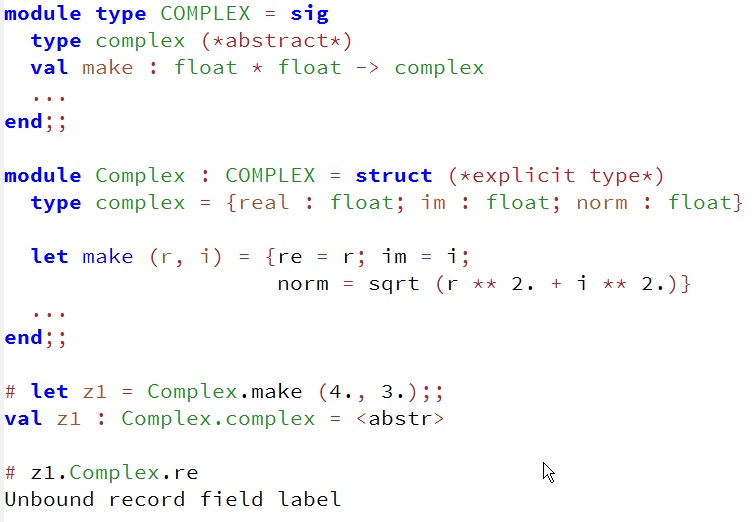 module type COMPLEX = sig
  type complex (*abstract*)
  val make : float * float -> complex
  ...
end;;

module Complex : COMPLEX = struct (*explicit type*)
  type complex = {real : float; im : float; norm : float}

  let make (r, i) = {re = r; im = i;
                     norm = sqrt (r ** 2. + i ** 2.)}
  ...
end;;

# let z1 = Complex.make (4., 3.);;
val z1 : Complex.complex = <abstr>

# z1.Complex.re
Unbound record field label